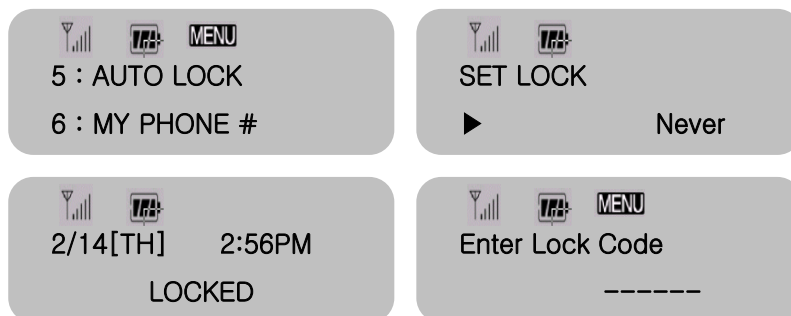 MENU
5 : AUTO LOCK
6 : MY PHONE #
SET LOCK
▶ Never
2/14[TH] 2:56PM
LOCKED
MENU
Enter Lock Code
------